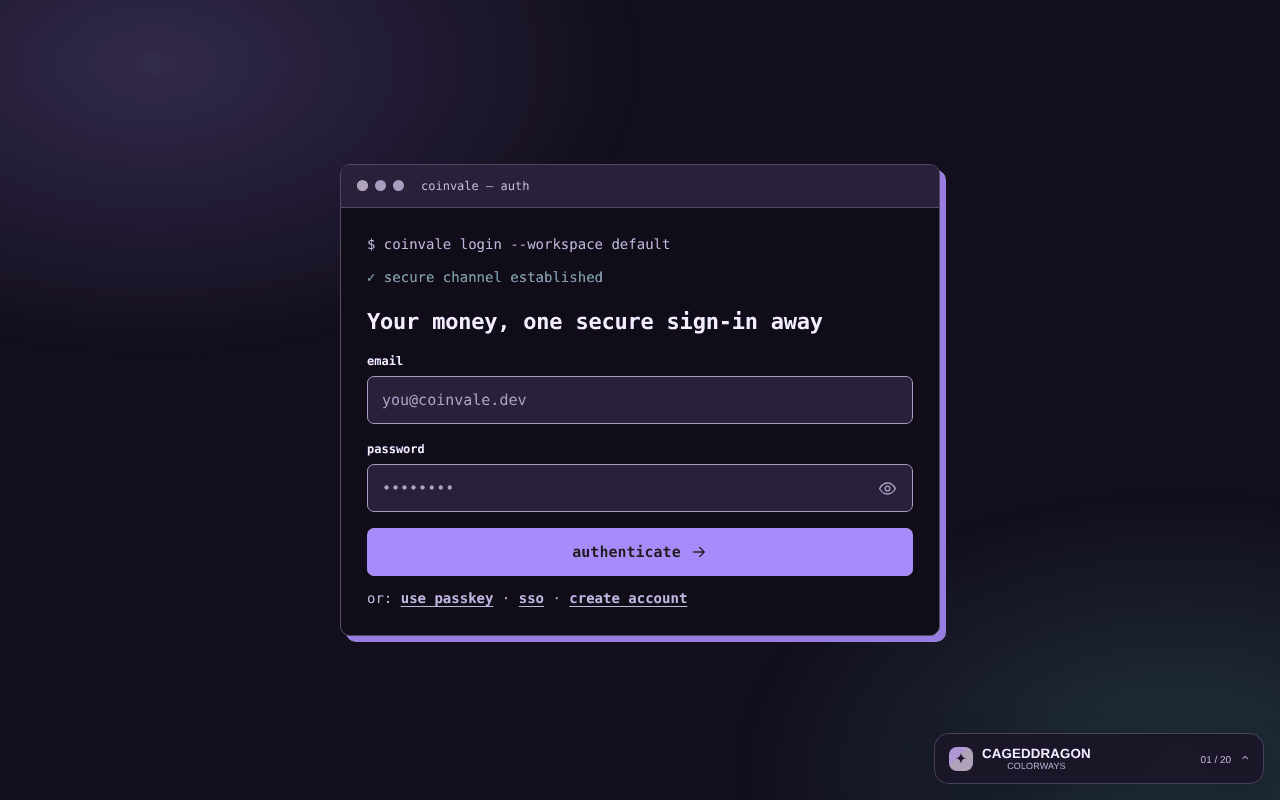 coinvale — auth
$ coinvale login --workspace default
✓ secure channel established
Your money, one secure sign-in away
email
you@coinvale.dev
password
••••••••
authenticate →
or: use passkey · sso · create account
CAGEDDRAGON
COLORWAYS
01 / 20